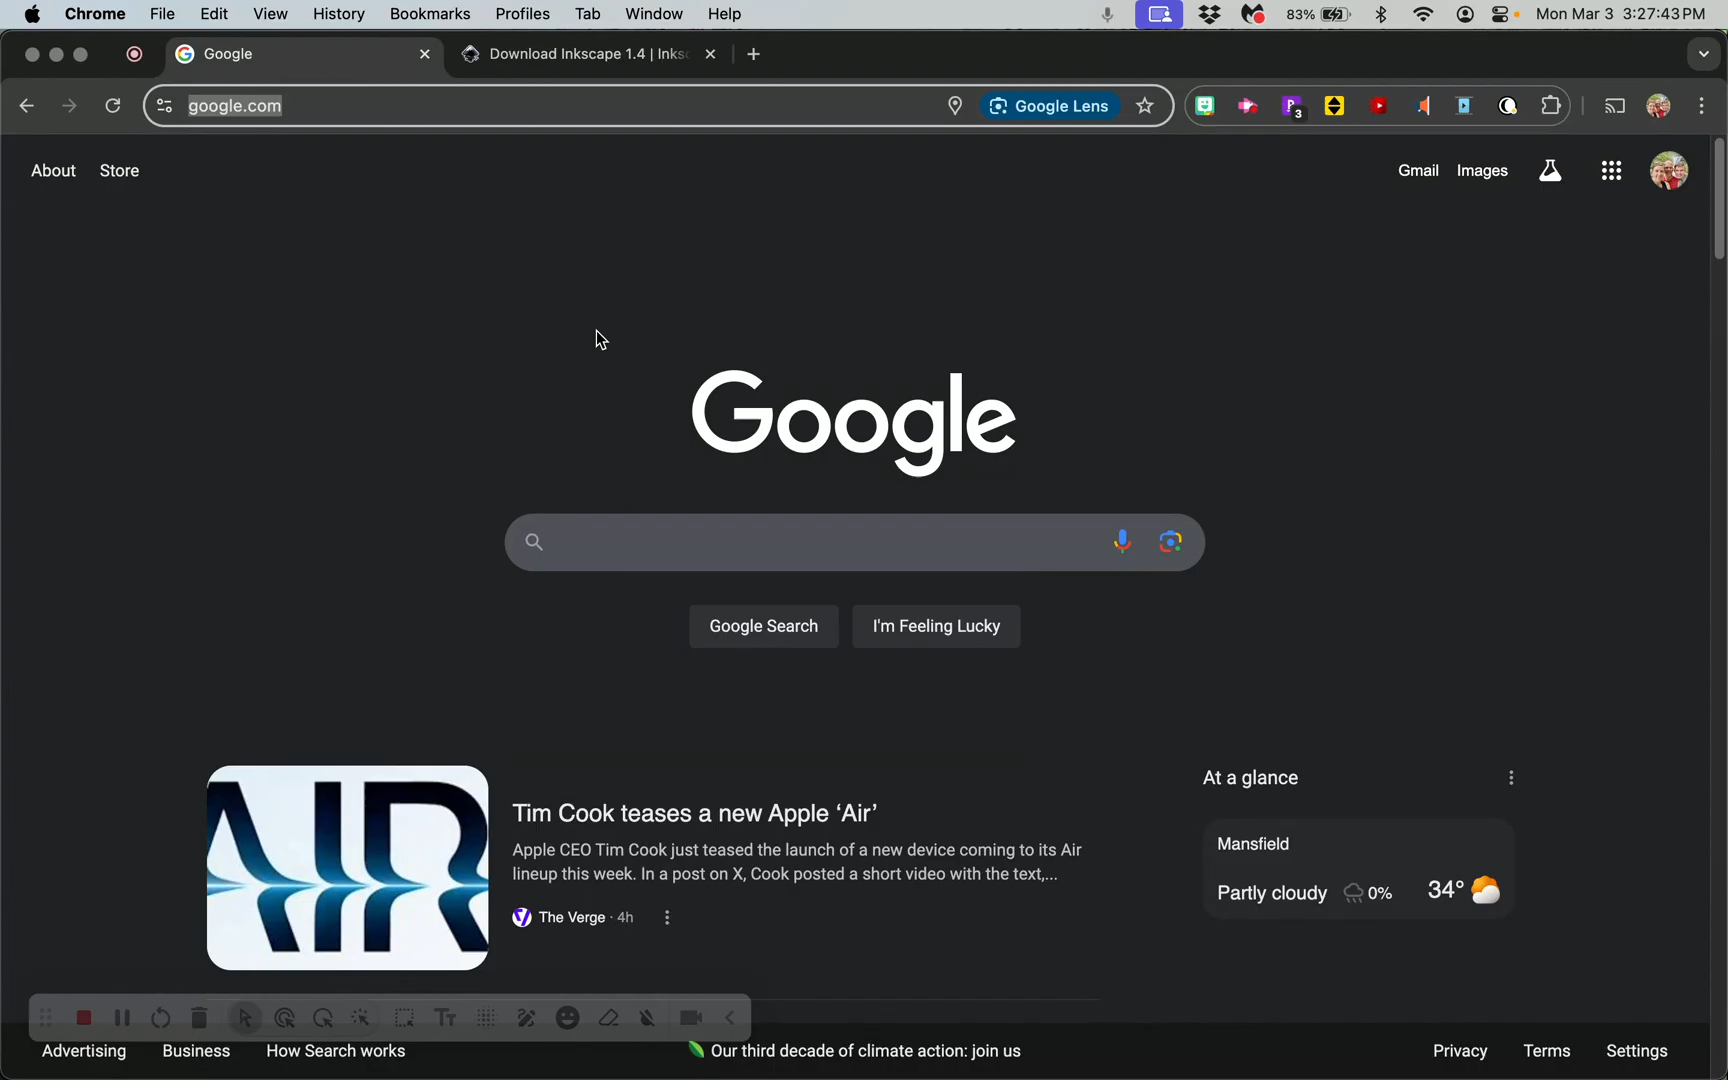 Chrome File Edit View History Bookmarks Profiles Tab Window Help 83% Mon Mar 3 3:27:43 PM
Google Download Inkscape 1.4 | Inksc
google.com Google Lens 3
About Store Gmail Images
Google
Google Search I'm Feeling Lucky
AIR
Tim Cook teases a new Apple ‘Air’
Apple CEO Tim Cook just teased the launch of a new device coming to its Air
lineup this week. In a post on X, Cook posted a short video with the text,...
The Verge · 4h
At a glance
Mansfield
Partly cloudy 0% 34°
Advertising Business How Search works Our third decade of climate action: join us Privacy Terms Settings